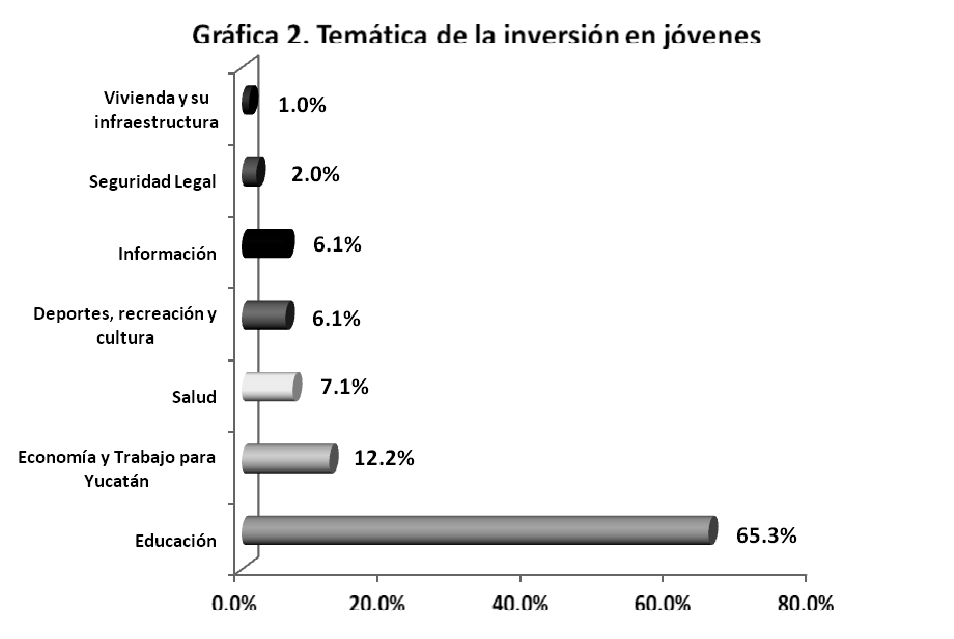 Gráfica 2. Temática de la inversión en jóvenes
Vivienda y su
infraestructura
1.0%
Seguridad Legal
2.0%
Información
6.1%
Deportes, recreación y
cultura
6.1%
Salud
7.1%
Economía y Trabajo para
Yucatán
12.2%
Educación
65.3%
0.0% 20.0% 40.0% 60.0% 80.0%